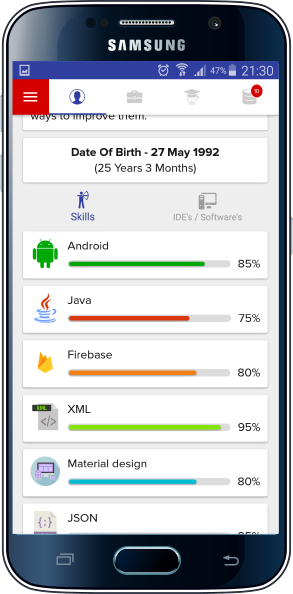 SAMSUNG
47% 21:30
10
ways to improve them.
Date Of Birth - 27 May 1992
(25 Years 3 Months)
Skills
IDE's / Software's
Android
85%
Java
75%
Firebase
80%
XML
XML
95%
Material design
80%
JSON